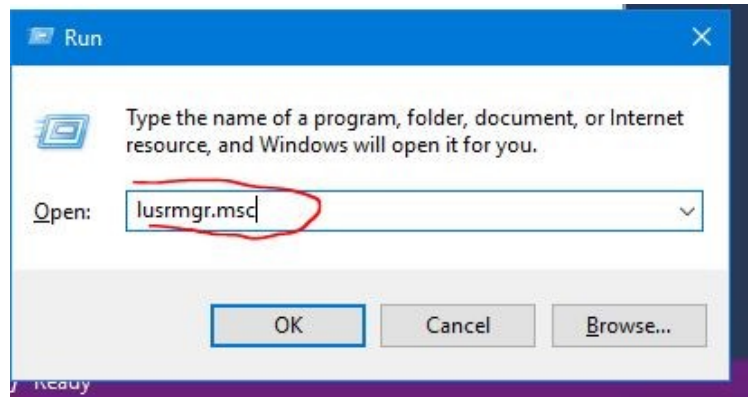 Run
Type the name of a program, folder, document, or Internet
resource, and Windows will open it for you.
Open:
lusrmgr.msc
OK
Cancel
Browse...
Ready